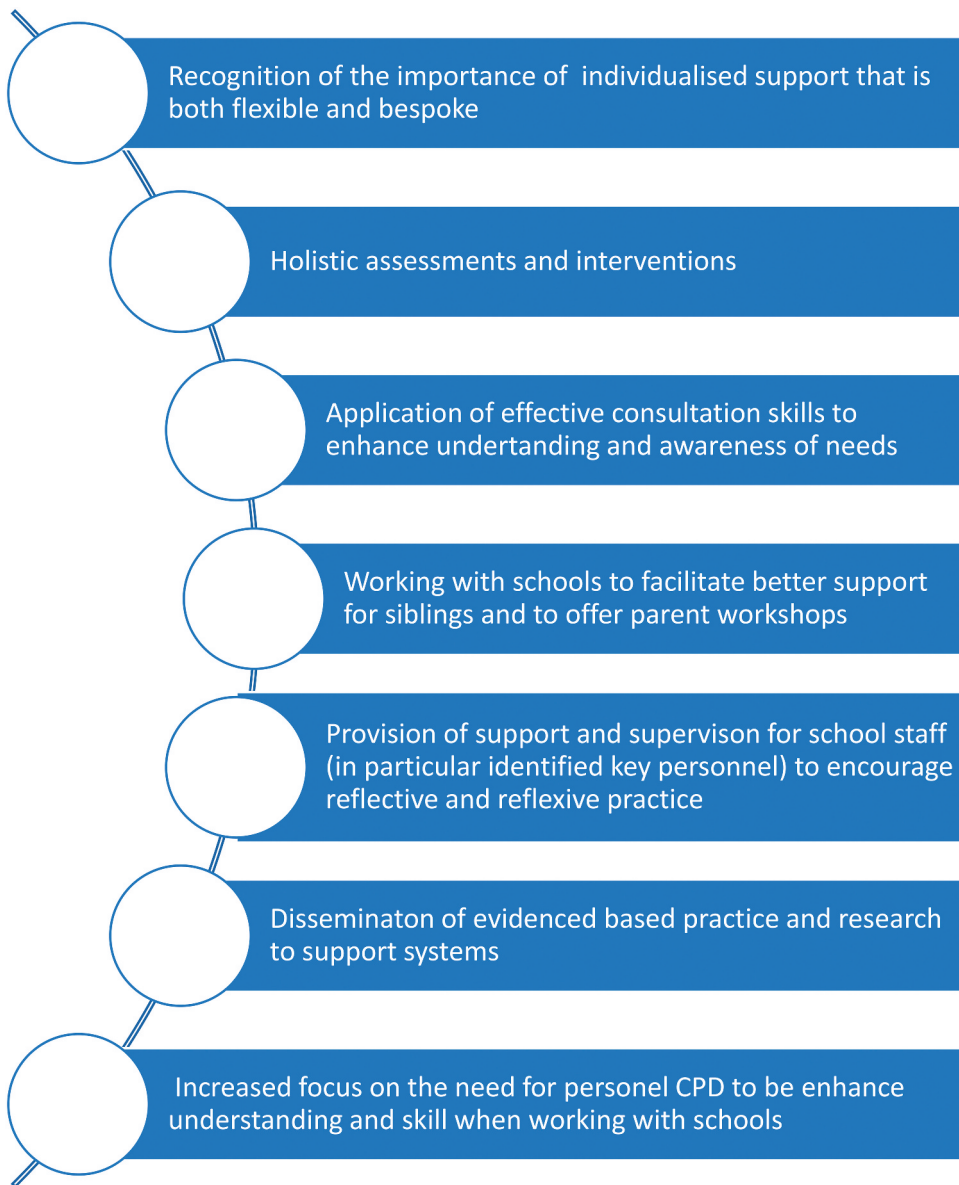 Recognition of the importance of  individualised support that is
both flexible and bespoke
Holistic assessments and interventions
Application of effective consultation skills to
enhance undertanding and awareness of needs
Working with schools to facilitate better support
for siblings and to offer parent workshops
Provision of support and supervison for school staff
(in particular identified key personnel) to encourage
reflective and reflexive practice
Disseminaton of evidenced based practice and research
to support systems
Increased focus on the need for personel CPD to be enhance
understanding and skill when working with schools